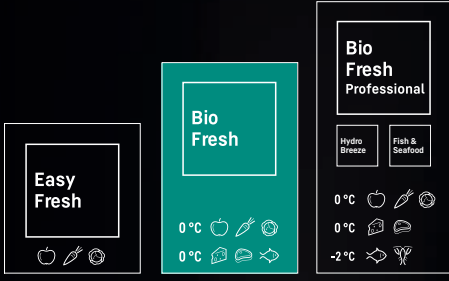 Easy
Fresh
Bio
Fresh
0 °C
0 °C
Bio
Fresh
Professional
Hydro
Breeze
Fish &
Seafood
0 °C
0 °C
-2 °C